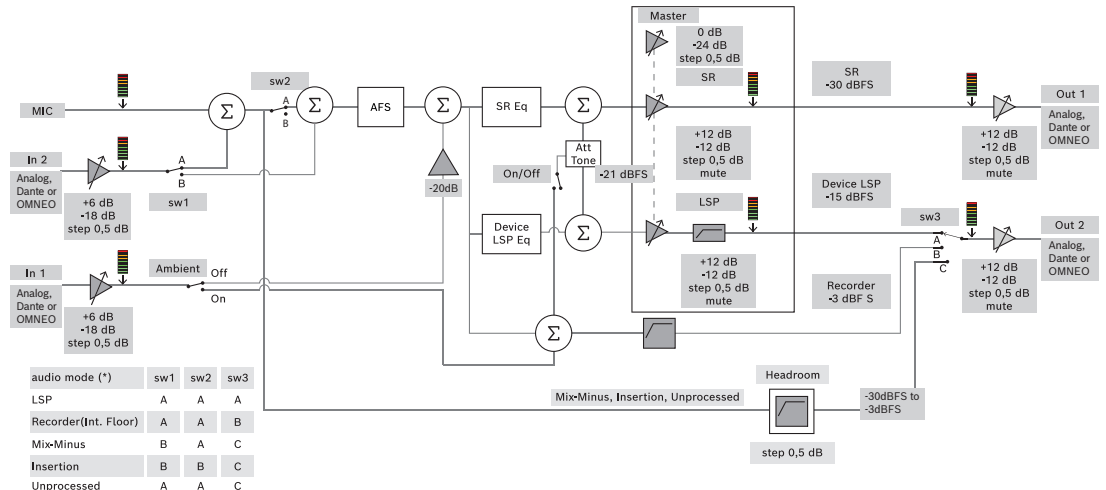 Master
0 dB
-24 dB
step 0,5 dB
sw2
SR
SR
-30 dBFS
A
B
MIC
Σ
Σ
AFS
Σ
SR Eq
Σ
Out 1
Analog,
Dante or
OMNEO
+12 dB
-12 dB
step 0,5 dB
mute
+12 dB
-12 dB
step 0,5 dB
mute
In 2
Analog,
Dante or
OMNEO
A
B
sw1
+6 dB
-18 dB
step 0,5 dB
-20dB
On/Off
Att
Tone
-21 dBFS
Device LSP
-15 dBFS
LSP
sw3
Device
LSP Eq
Σ
A
B
C
Out 2
Analog,
Dante or
OMNEO
+12 dB
-12 dB
step 0,5 dB
mute
+12 dB
-12 dB
step 0,5 dB
mute
In 1
Analog,
Dante or
OMNEO
Ambient
Off
On
+6 dB
-18 dB
step 0,5 dB
Recorder
-3 dBF S
Σ
Headroom
Mix-Minus, Insertion, Unprocessed
-30dBFS to
-3dBFS
step 0,5 dB
audio mode (*) sw1 sw2 sw3
LSP A A A
Recorder(Int. Floor) A A B
Mix-Minus B A C
Insertion B B C
Unprocessed A A C